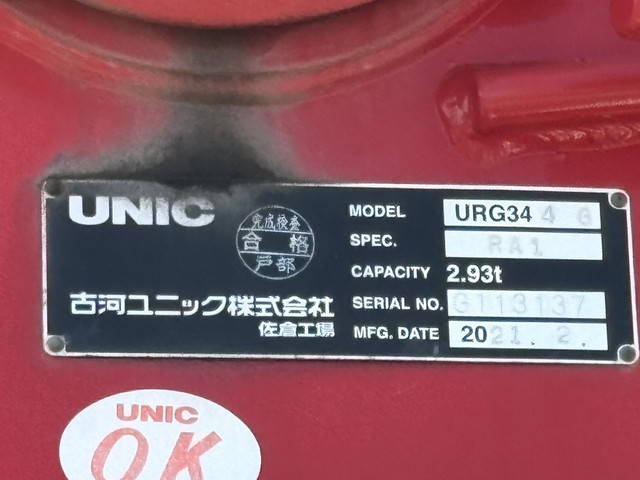 UNIC
完成検査
合格
戸部
古河ユニック株式会社
佐倉工場
MODEL URG34 4 G
SPEC. RA1
CAPACITY 2.93t
SERIAL NO. G113137
MFG. DATE 2021. 2.
UNIC
OK